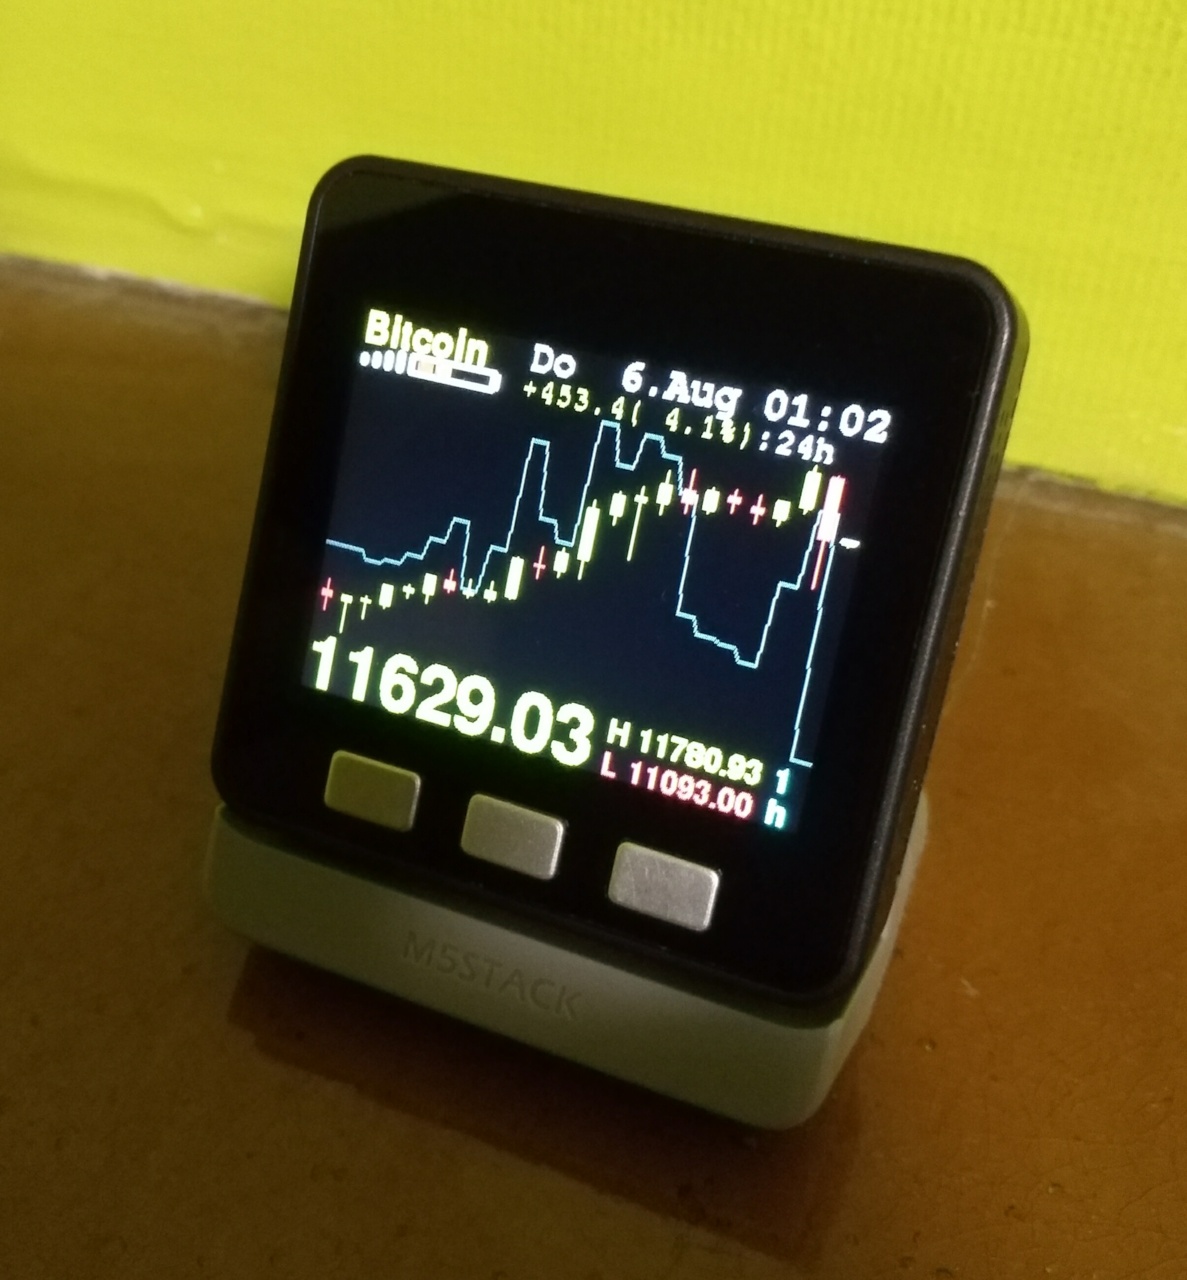 Bitcoin
Do 6.Aug 01:02
+453.4( 4.1%):24h
11629.03
H 11780.93
L 11093.00
1
h
M5STACK